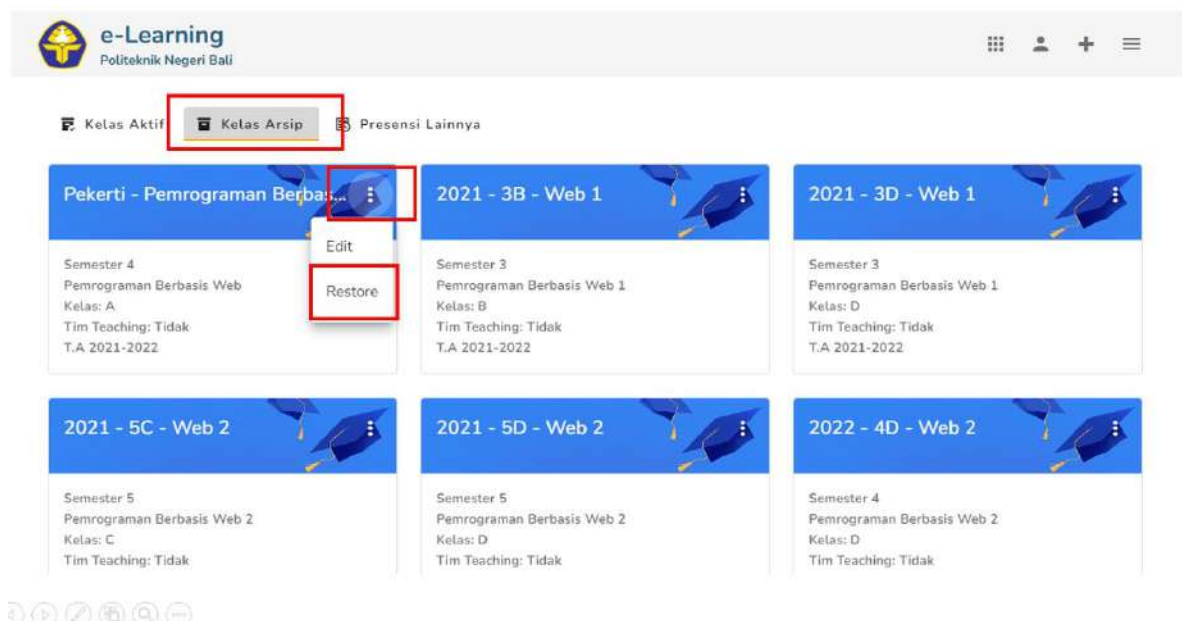 e-Learning
Politeknik Negeri Bali
Kelas Aktif
Kelas Arsip
Presensi Lainnya
Pekerti - Pemrograman Berbas...
Edit
Restore
Semester 4
Pemrograman Berbasis Web
Kelas: A
Tim Teaching: Tidak
T.A 2021-2022
2021 - 3B - Web 1
Semester 3
Pemrograman Berbasis Web 1
Kelas: B
Tim Teaching: Tidak
T.A 2021-2022
2021 - 3D - Web 1
Semester 3
Pemrograman Berbasis Web 1
Kelas: D
Tim Teaching: Tidak
T.A 2021-2022
2021 - 5C - Web 2
Semester 5
Pemrograman Berbasis Web 2
Kelas: C
Tim Teaching: Tidak
2021 - 5D - Web 2
Semester 5
Pemrograman Berbasis Web 2
Kelas: D
Tim Teaching: Tidak
2022 - 4D - Web 2
Semester 4
Pemrograman Berbasis Web 2
Kelas: D
Tim Teaching: Tidak